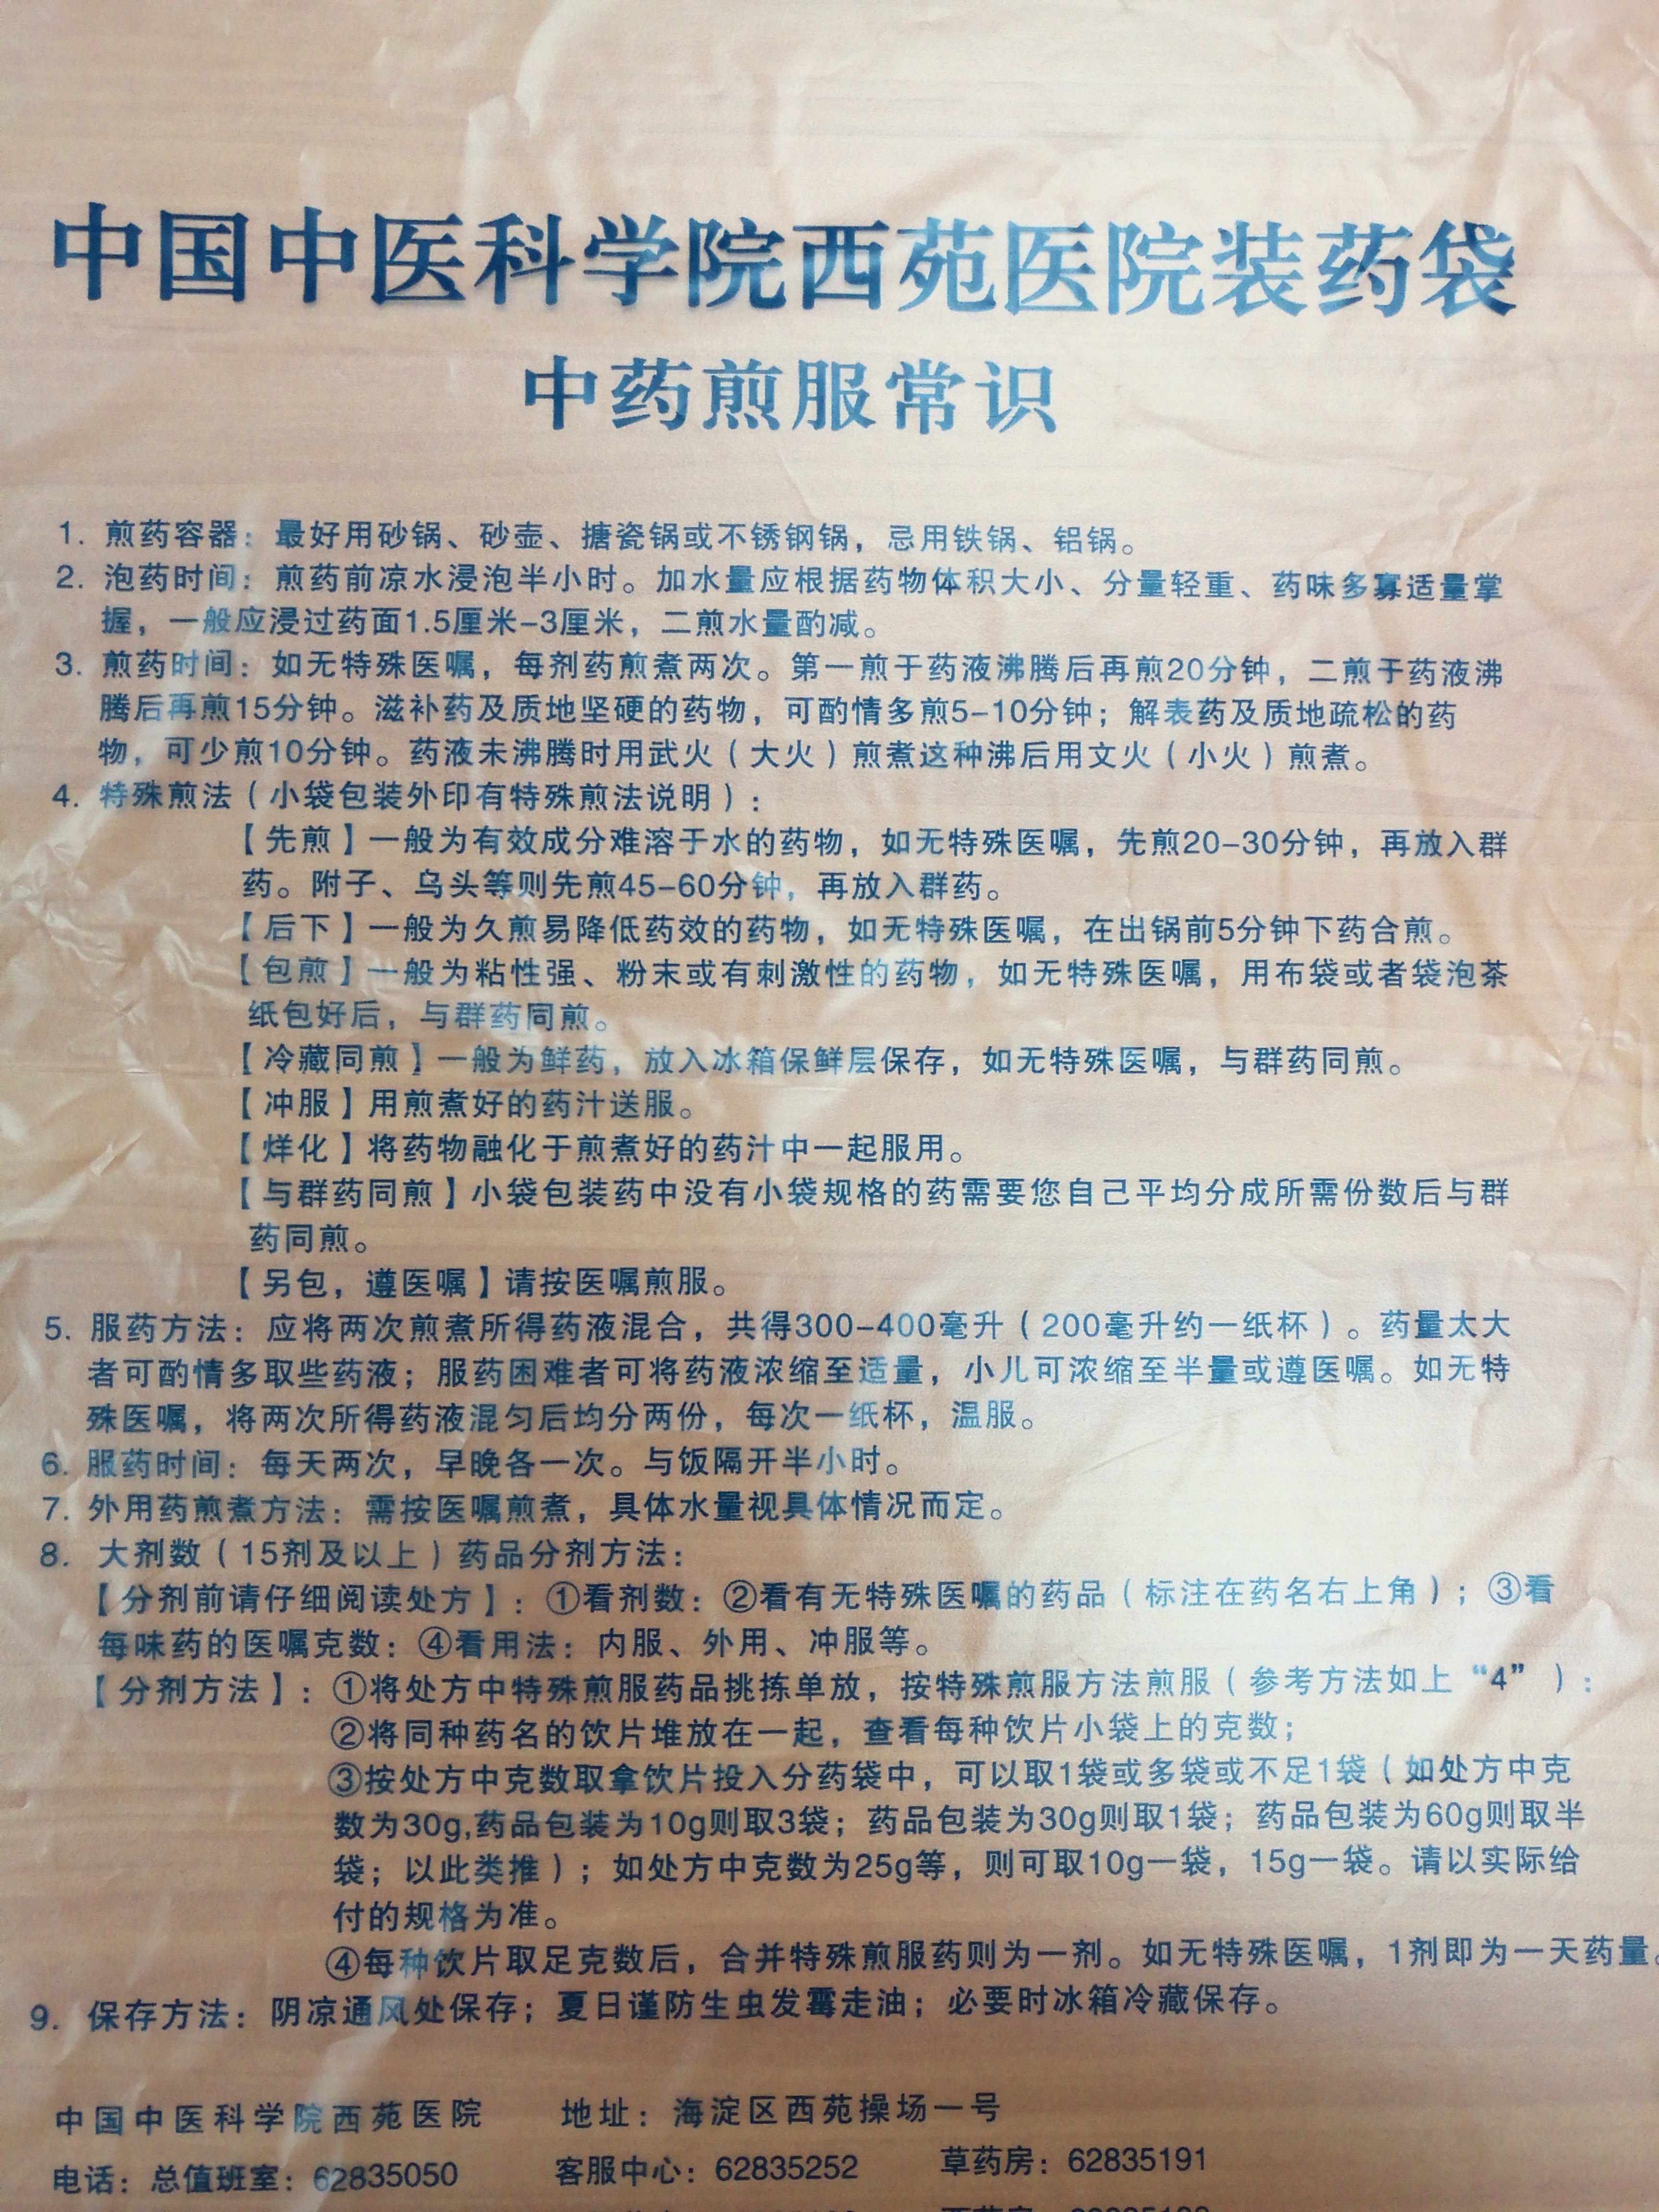 中国中医科学院西苑医院装药袋
中药煎服常识
1. 煎药容器：最好用砂锅、砂壶、搪瓷锅或不锈钢锅，忌用铁锅、铝锅。
2. 泡药时间：煎药前凉水浸泡半小时。加水量应根据药物体积大小、分量轻重、药味多寡适量掌
握，一般应浸过药面1.5厘米-3厘米，二煎水量酌减。
3. 煎药时间：如无特殊医嘱，每剂药煎煮两次。第一煎于药液沸腾后再煎20分钟，二煎于药液沸
腾后再煎15分钟。滋补药及质地坚硬的药物，可酌情多煎5-10分钟；解表药及质地疏松的药
物，可少煎10分钟。药液未沸腾时用武火（大火）煎煮这种沸后用文火（小火）煎煮。
4. 特殊煎法（小袋包装外印有特殊煎法说明）：
【先煎】一般为有效成分难溶于水的药物，如无特殊医嘱，先煎20-30分钟，再放入群
药。附子、乌头等则先煎45-60分钟，再放入群药。
【后下】一般为久煎易降低药效的药物，如无特殊医嘱，在出锅前5分钟下药合煎。
【包煎】一般为粘性强、粉末或有刺激性的药物，如无特殊医嘱，用布袋或者袋泡茶
纸包好后，与群药同煎。
【冷藏同煎】一般为鲜药，放入冰箱保鲜层保存，如无特殊医嘱，与群药同煎。
【冲服】用煎煮好的药汁送服。
【烊化】将药物融化于煎煮好的药汁中一起服用。
【与群药同煎】小袋包装药中没有小袋规格的药需要您自己平均分成所需份数后与群
药同煎。
【另包，遵医嘱】请按医嘱煎服。
5. 服药方法：应将两次煎煮所得药液混合，共得300-400毫升（200毫升约一纸杯）。药量太大
者可酌情多取些药液；服药困难者可将药液浓缩至适量，小儿可浓缩至半量或遵医嘱。如无特
殊医嘱，将两次所得药液混匀后均分两份，每次一纸杯，温服。
6. 服药时间：每天两次，早晚各一次。与饭隔开半小时。
7. 外用药煎煮方法：需按医嘱煎煮，具体水量视具体情况而定。
8. 大剂数（15剂及以上）药品分剂方法：
【分剂前请仔细阅读处方】：①看剂数：②看有无特殊医嘱的药品（标注在药名右上角）；③看
每味药的医嘱克数：④看用法：内服、外用、冲服等。
【分剂方法】：①将处方中特殊煎服药品挑拣单放，按特殊煎服方法煎服（参考方法如上“4”）：
②将同种药名的饮片堆放在一起，查看每种饮片小袋上的克数；
③按处方中克数取拿饮片投入分药袋中，可以取1袋或多袋或不足1袋（如处方中克
数为30g,药品包装为10g则取3袋；药品包装为30g则取1袋；药品包装为60g则取半
袋；以此类推）；如处方中克数为25g等，则可取10g一袋，15g一袋。请以实际给
付的规格为准。
④每种饮片取足克数后，合并特殊煎服药则为一剂。如无特殊医嘱，1剂即为一天药量。
9. 保存方法：阴凉通风处保存；夏日谨防生虫发霉走油；必要时冰箱冷藏保存。
中国中医科学院西苑医院 地址：海淀区西苑操场一号
电话：总值班室：62835050 客服中心：62835252 草药房：62835191